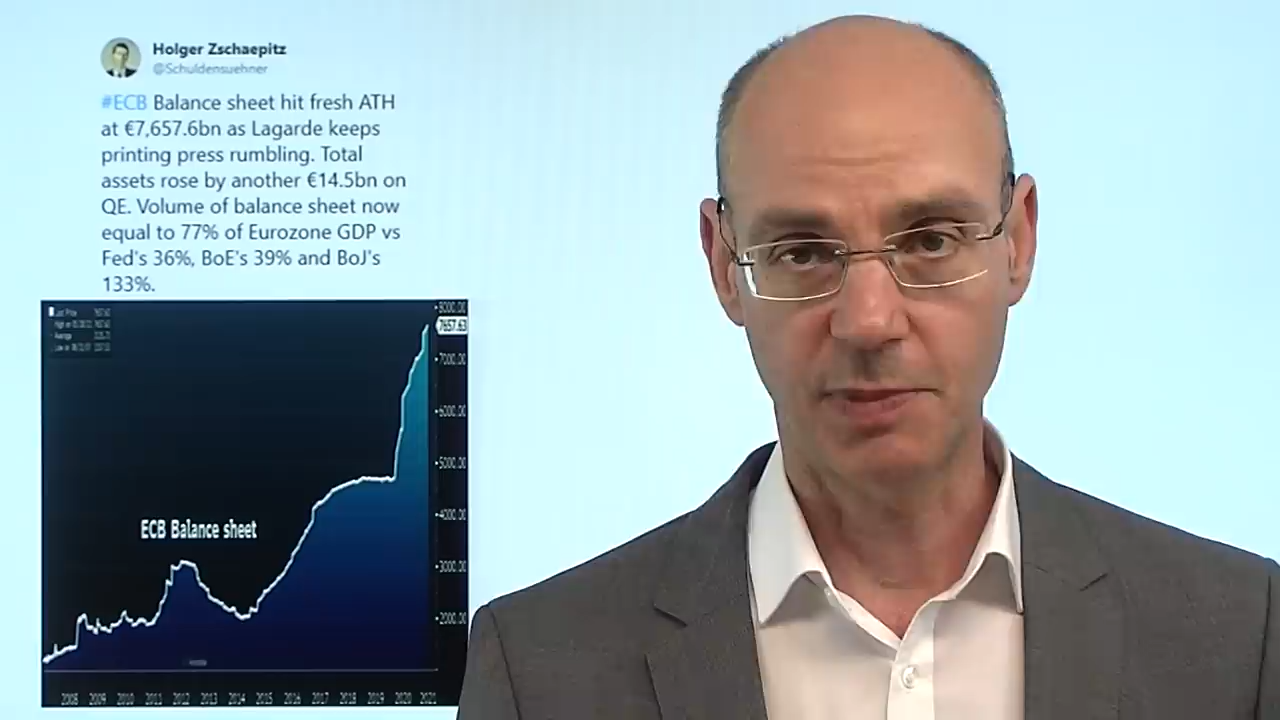 Holger Zschaepitz
@Schuldensuehner
#ECB Balance sheet hit fresh ATH
at €7,657.6bn as Lagarde keeps
printing press rumbling. Total
assets rose by another €14.5bn on
QE. Volume of balance sheet now
equal to 77% of Eurozone GDP vs
Fed's 36%, BoE's 39% and BoJ's
133%.
Last Price
Average
8000.00
7657.63
7000.00
6000.00
5000.00
ECB Balance sheet
4000.00
3000.00
2000.00
2008 2009 2010 2011 2012 2013 2014 2015 2016 2017 2018 2019 2020 2021